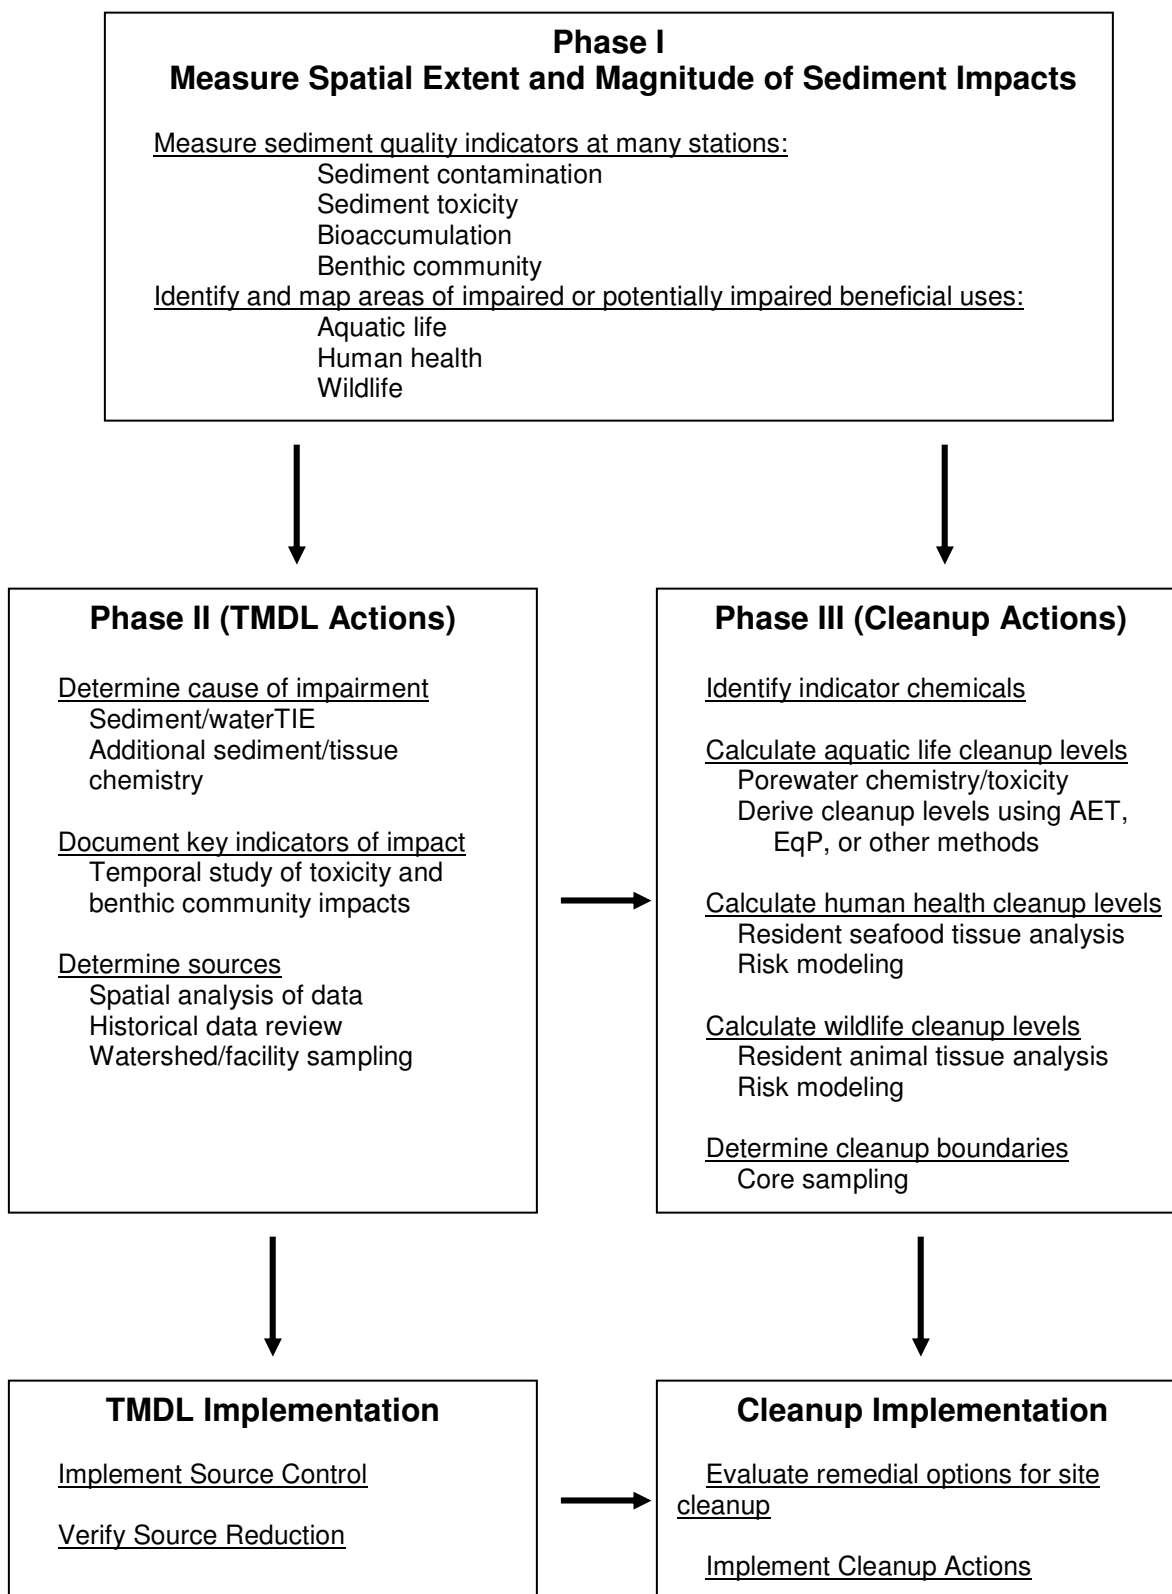 Phase I
Measure Spatial Extent and Magnitude of Sediment Impacts
Measure sediment quality indicators at many stations:
Sediment contamination
Sediment toxicity
Bioaccumulation
Benthic community
Identify and map areas of impaired or potentially impaired beneficial uses:
Aquatic life
Human health
Wildlife
Phase II (TMDL Actions)
Determine cause of impairment
Sediment/waterTIE
Additional sediment/tissue
chemistry
Document key indicators of impact
Temporal study of toxicity and
benthic community impacts
Determine sources
Spatial analysis of data
Historical data review
Watershed/facility sampling
Phase III (Cleanup Actions)
Identify indicator chemicals
Calculate aquatic life cleanup levels
Porewater chemistry/toxicity
Derive cleanup levels using AET,
EqP, or other methods
Calculate human health cleanup levels
Resident seafood tissue analysis
Risk modeling
Calculate wildlife cleanup levels
Resident animal tissue analysis
Risk modeling
Determine cleanup boundaries
Core sampling
TMDL Implementation
Implement Source Control
Verify Source Reduction
Cleanup Implementation
Evaluate remedial options for site
cleanup
Implement Cleanup Actions